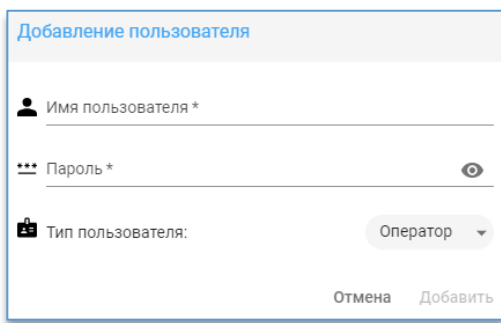 Добавление пользователя
Имя пользователя *
*** Пароль *
Тип пользователя:
Оператор
Отмена Добавить